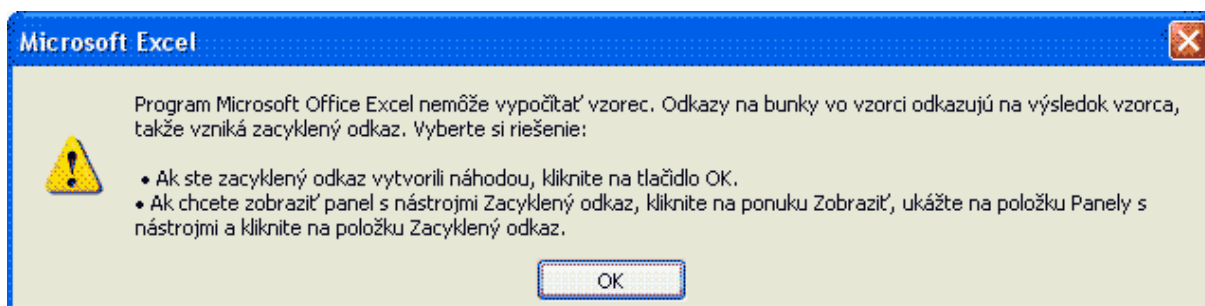 Microsoft Excel
Program Microsoft Office Excel nemôže vypočítať vzorec. Odkazy na bunky vo vzorci odkazujú na výsledok vzorca,
takže vzniká zacyklený odkaz. Vyberte si riešenie:
• Ak ste zacyklený odkaz vytvorili náhodou, kliknite na tlačidlo OK.
• Ak chcete zobraziť panel s nástrojmi Zacyklený odkaz, kliknite na ponuku Zobraziť, ukážte na položku Panely s
nástrojmi a kliknite na položku Zacyklený odkaz.
OK